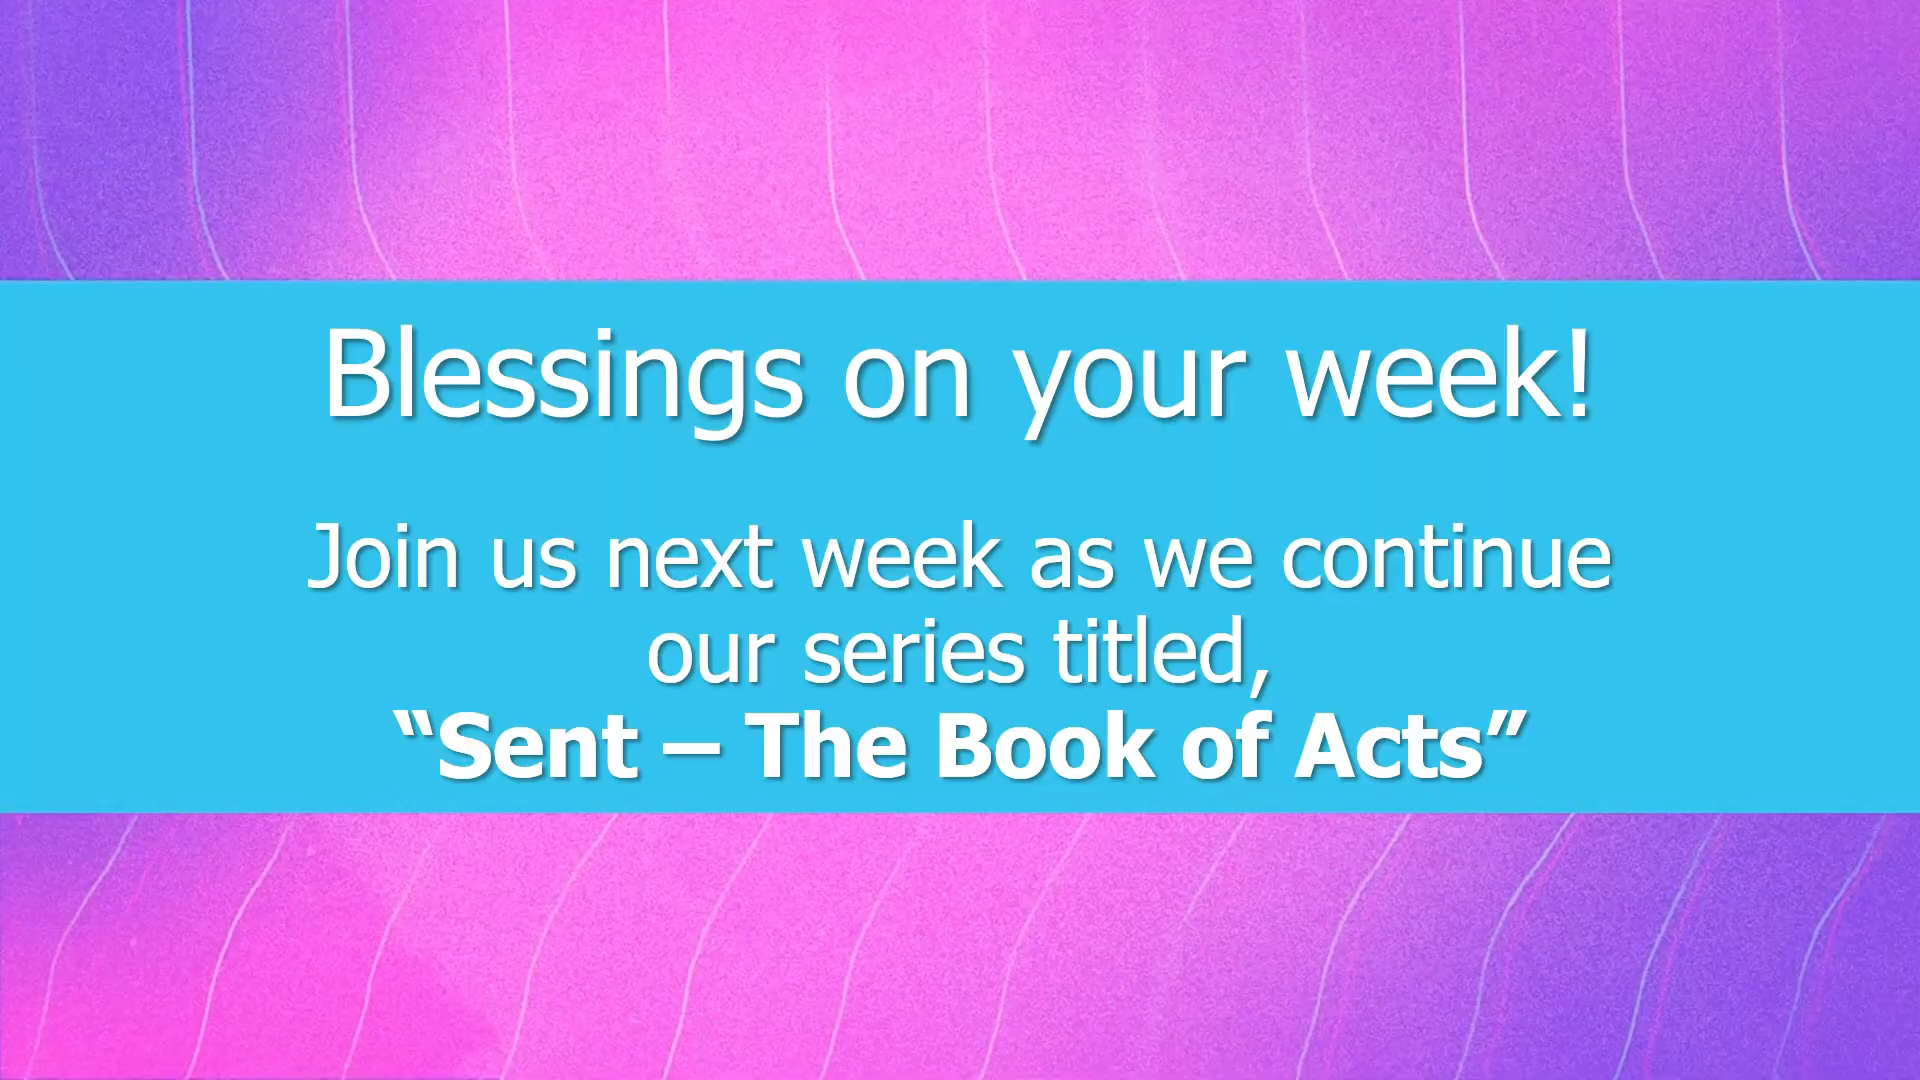 Blessings on your week!
Join us next week as we continue
our series titled,
“Sent – The Book of Acts”